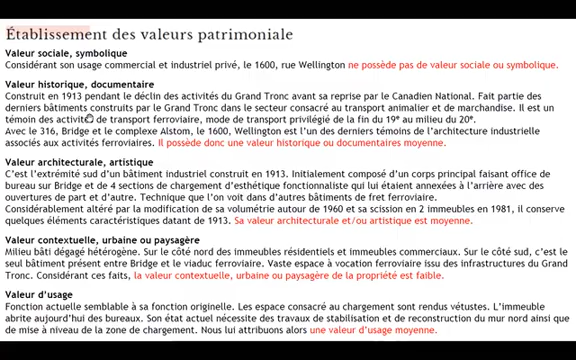 Établissement des valeurs patrimoniale
Valeur sociale, symbolique
Considérant son usage commercial et industriel privé, le 1600, rue Wellington ne possède pas de valeur sociale ou symbolique.
Valeur historique, documentaire
Construit en 1913 pendant le déclin des activités du Grand Tronc avant sa reprise par le Canadien National. Fait partie des
derniers bâtiments construits par le Grand Tronc dans le secteur consacré au transport animalier et de marchandise. Il est un
témoin des activités de transport ferroviaire, mode de transport privilégié de la fin du 19e au milieu du 20e.
Avec le 316, Bridge et le complexe Alstom, le 1600, Wellington est l'un des derniers témoins de l'architecture industrielle
associés aux activités ferroviaires. Il possède donc une valeur historique ou documentaires moyenne.
Valeur architecturale, artistique
C'est l'extrémité sud d'un bâtiment industriel construit en 1913. Initialement composé d'un corps principal faisant office de
bureau sur Bridge et de 4 sections de chargement d'esthétique fonctionnaliste qui lui étaient annexées à l'arrière avec des
ouvertures de part et d'autre. Technique que l'on voit dans d'autres bâtiments de fret ferroviaire.
Considérablement altéré par la modification de sa volumétrie autour de 1960 et sa scission en 2 immeubles en 1981, il conserve
quelques éléments caractéristiques datant de 1913. Sa valeur architecturale et/ou artistique est moyenne.
Valeur contextuelle, urbaine ou paysagère
Milieu bâti dégagé hétérogène. Sur le côté nord des immeubles résidentiels et immeubles commerciaux. Sur le côté sud, c'est le
seul bâtiment présent entre Bridge et le viaduc ferroviaire. Vaste espace à vocation ferroviaire issu des infrastructures du Grand
Tronc. Considérant ces faits, la valeur contextuelle, urbaine ou paysagère de la propriété est faible.
Valeur d'usage
Fonction actuelle semblable à sa fonction originelle. Les espace consacré au chargement sont rendus vétustes. L'immeuble
abrite aujourd'hui des bureaux. Son état actuel nécessite des travaux de stabilisation et de reconstruction du mur nord ainsi que
de mise à niveau de la zone de chargement. Nous lui attribuons alors une valeur d'usage moyenne.